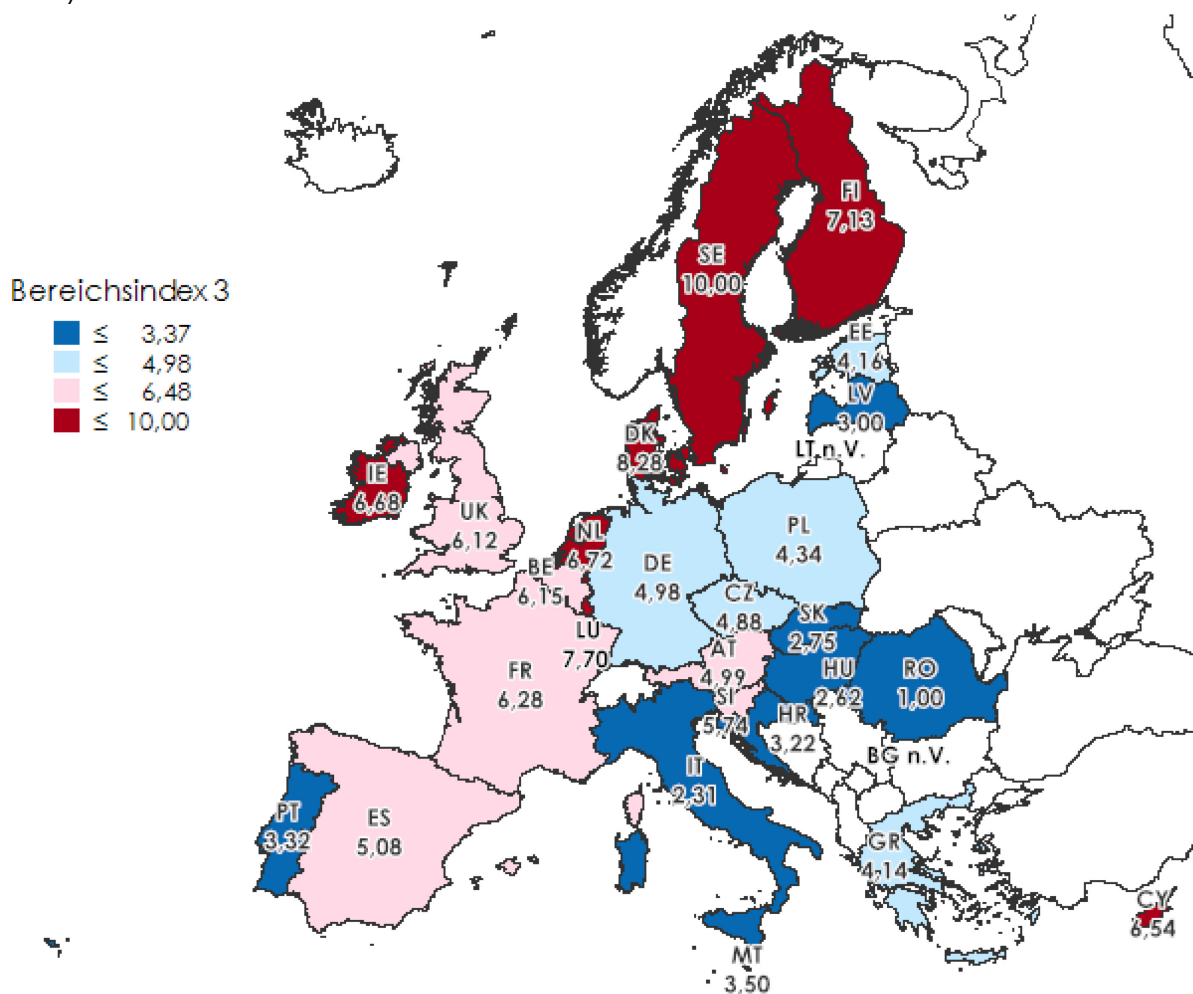 Bereichsindex 3
≤ 3,37
≤ 4,98
≤ 6,48
≤ 10,00
FI
7,13
SE
10,00
EE
4,16
LV
3,00
LT n.V.
DK
8,28
IE
6,68
UK
6,12
NL
6,72
BE
6,15
DE
4,98
PL
4,34
CZ
4,88
SK
2,75
LU
7,70
AT
4,99
FR
6,28
HU
2,62
RO
1,00
SI
5,74
HR
3,22
BG n.V.
IT
2,31
PT
3,32
ES
5,08
GR
4,14
CY
6,54
MT
3,50